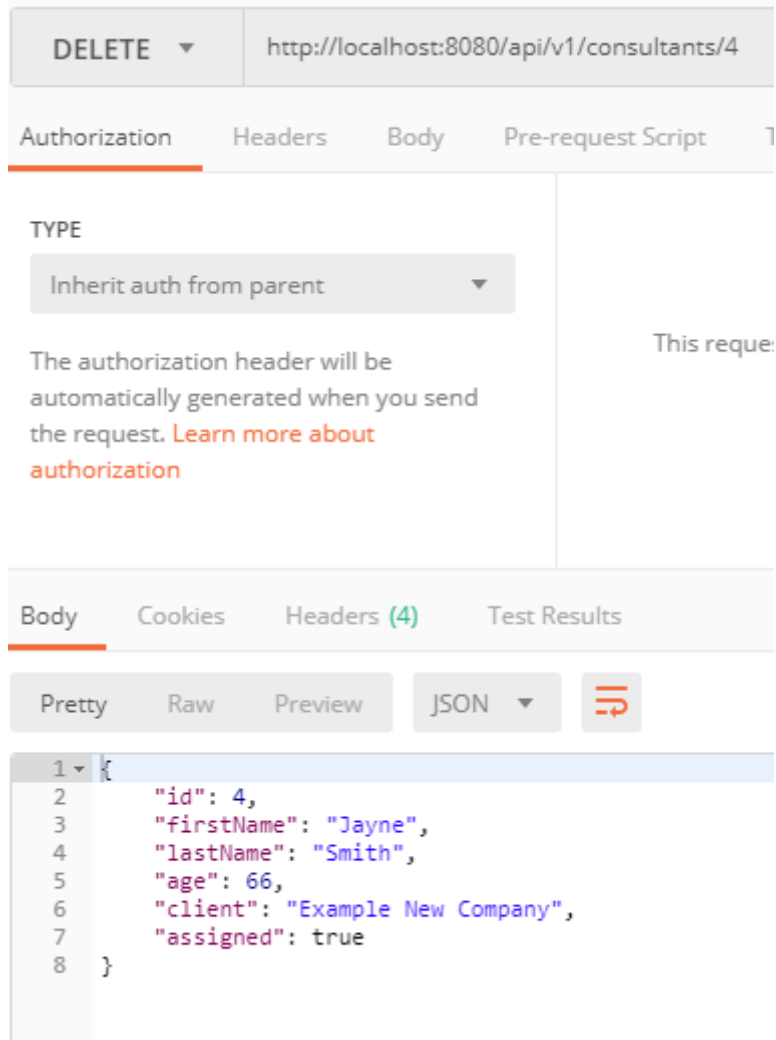 DELETE http://localhost:8080/api/v1/consultants/4
Authorization Headers Body Pre-request Script T
TYPE
Inherit auth from parent
This reques
The authorization header will be
automatically generated when you send
the request. Learn more about
authorization
Body Cookies Headers (4) Test Results
Pretty Raw Preview JSON
1 {
2 "id": 4,
3 "firstName": "Jayne",
4 "lastName": "Smith",
5 "age": 66,
6 "client": "Example New Company",
7 "assigned": true
8 }